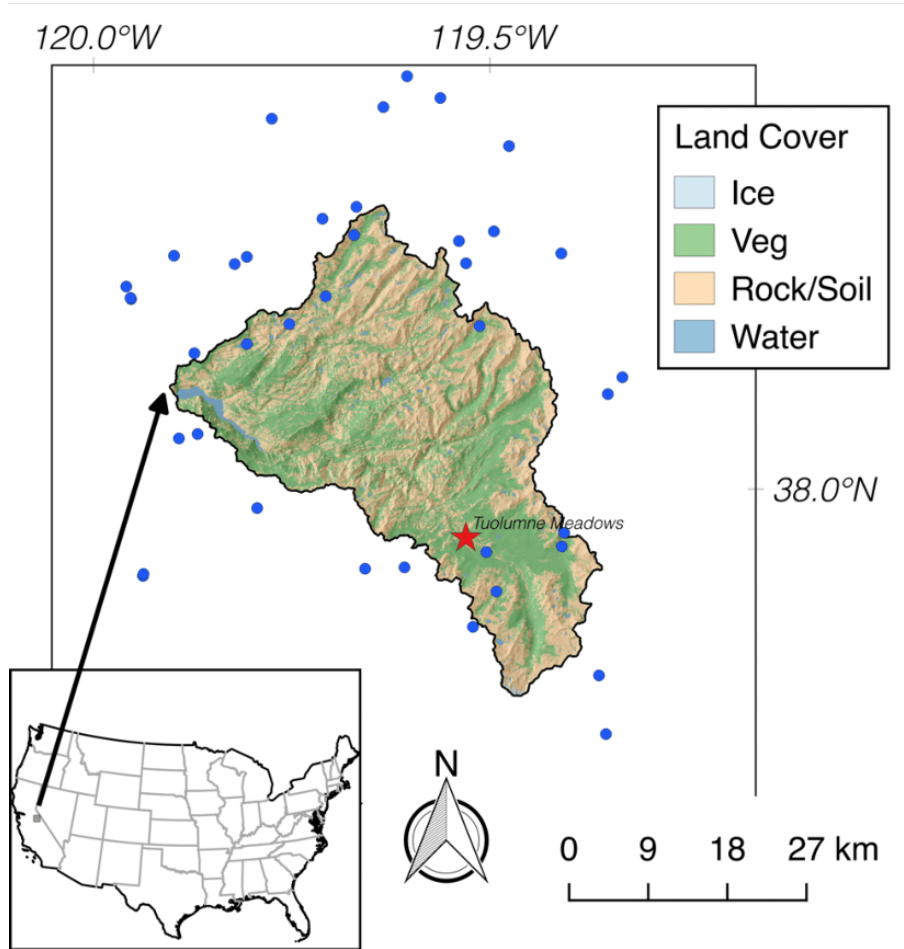 120.0°W 119.5°W
Land Cover
Ice
Veg
Rock/Soil
Water
38.0°N
Tuolumne Meadows
N
0 9 18 27 km